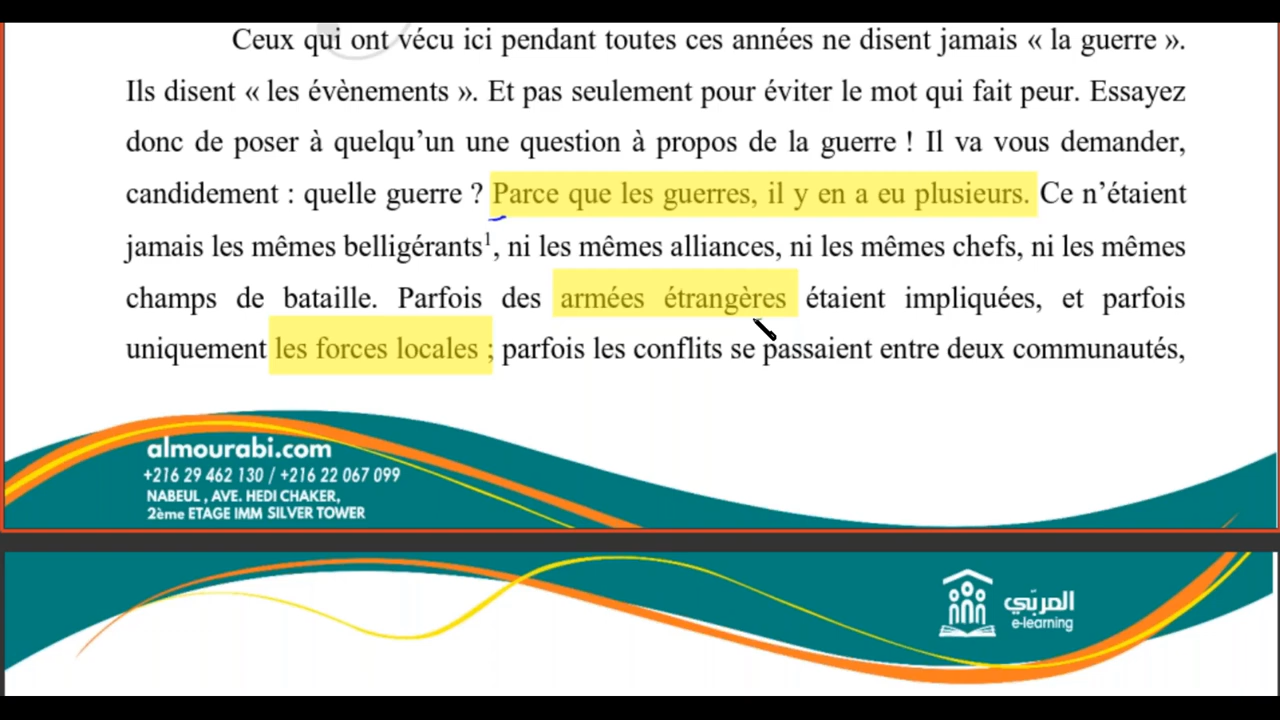 Ceux qui ont vécu ici pendant toutes ces années ne disent jamais « la guerre ».
Ils disent « les évènements ». Et pas seulement pour éviter le mot qui fait peur. Essayez
donc de poser à quelqu’un une question à propos de la guerre ! Il va vous demander,
candidement : quelle guerre ? Parce que les guerres, il y en a eu plusieurs. Ce n’étaient
jamais les mêmes belligérants¹, ni les mêmes alliances, ni les mêmes chefs, ni les mêmes
champs de bataille. Parfois des armées étrangères étaient impliquées, et parfois
uniquement les forces locales ; parfois les conflits se passaient entre deux communautés,
almourabi.com
+216 29 462 130 / +216 22 067 099
NABEUL , AVE. HEDI CHAKER,
2ème ETAGE IMM SILVER TOWER
المربّي
e-learning